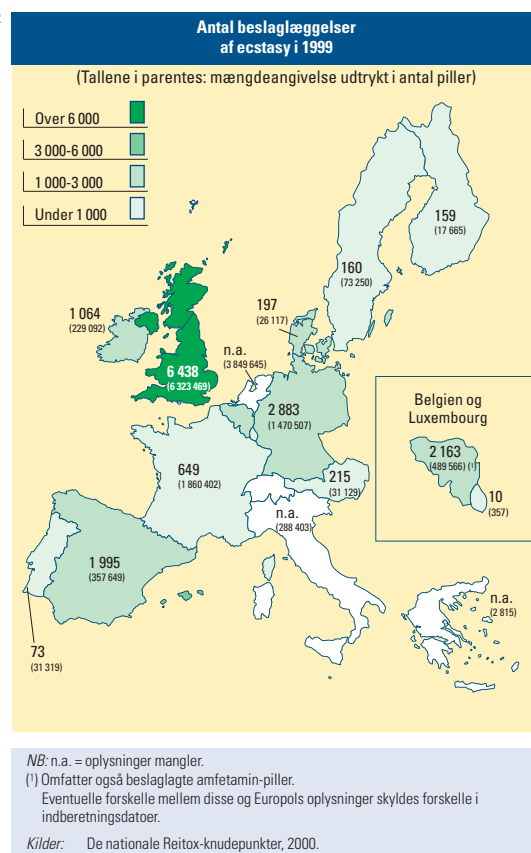 Antal beslaglæggelser
af ecstasy i 1999
(Tallene i parentes: mængdeangivelse udtrykt i antal piller)
Over 6 000
3 000-6 000
1 000-3 000
Under 1 000
159
(17 665)
160
(73 250)
197
(26 117)
1 064
(229 092)
n.a.
(3 849 645)
6 438
(6 323 469)
2 883
(1 470 507)
Belgien og
Luxembourg
2 163
(489 566) (¹)
10
(357)
649
(1 860 402)
215
(31 129)
n.a.
(288 403)
1 995
(357 649)
n.a.
(2 815)
73
(31 319)
NB: n.a. = oplysninger mangler.
(¹) Omfatter også beslaglagte amfetamin-piller.
Eventuelle forskelle mellem disse og Europols oplysninger skyldes forskelle i
indberetningsdatoer.
Kilder: De nationale Reitox-knudepunkter, 2000.